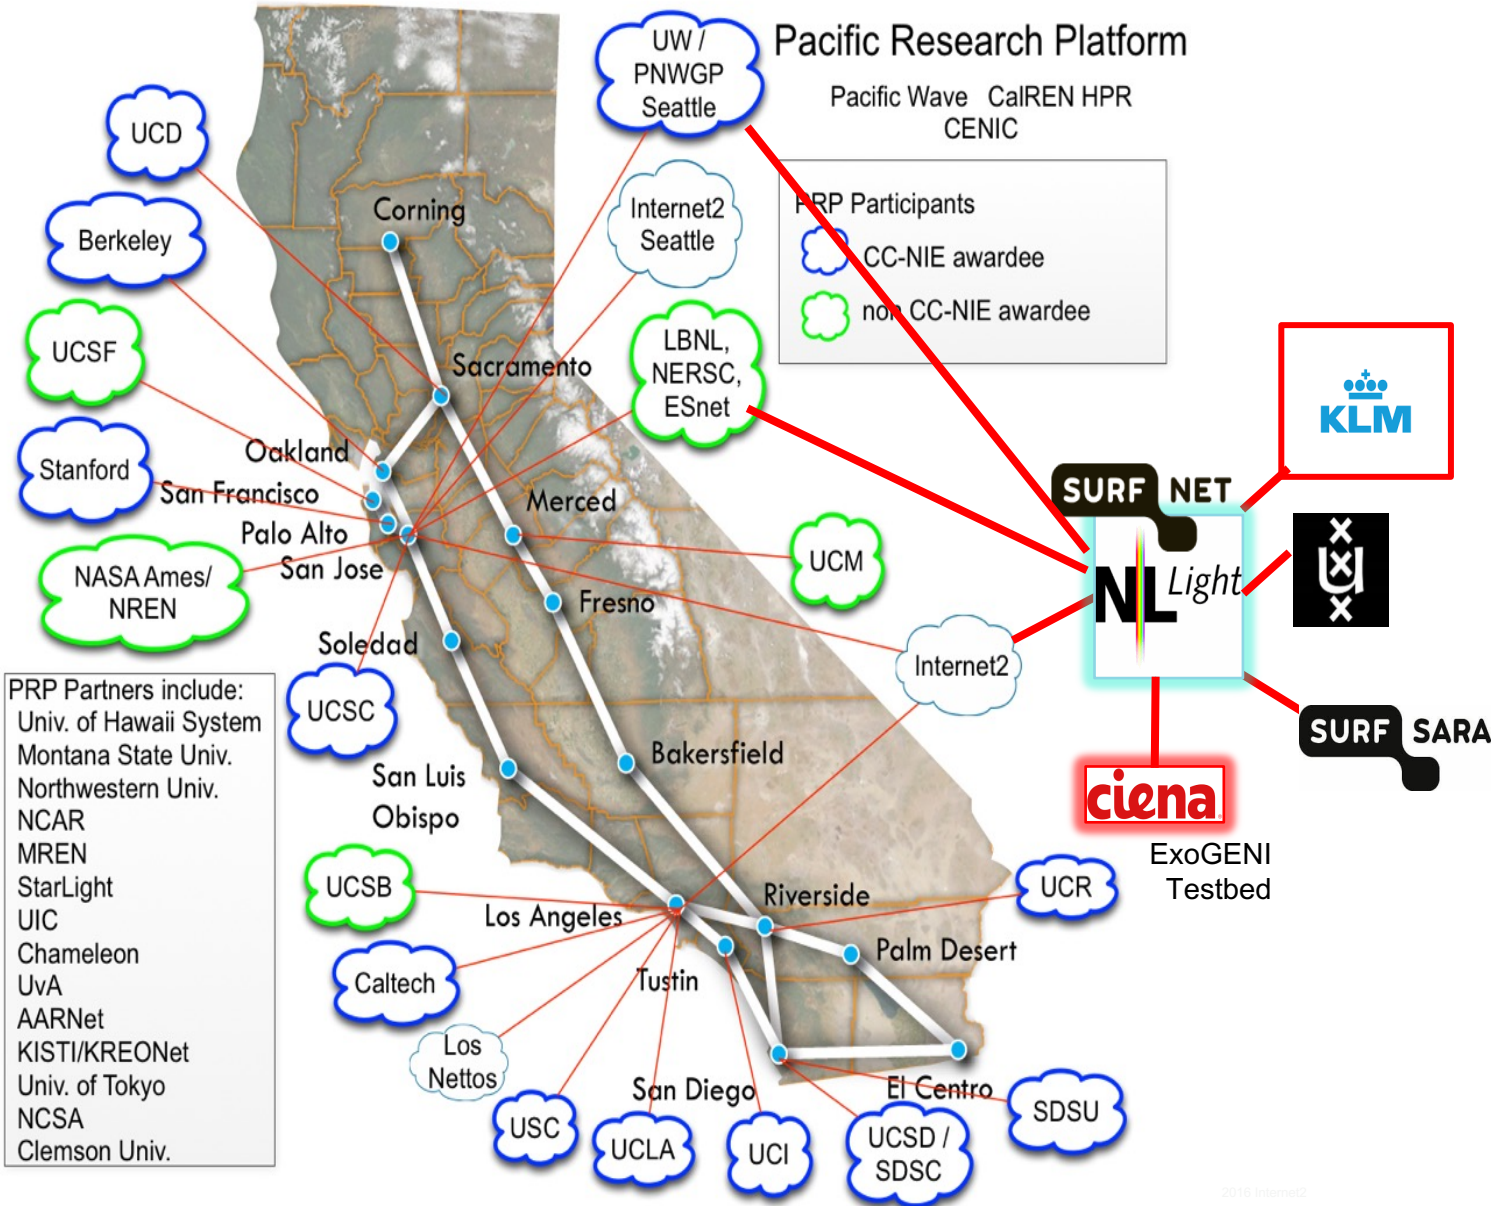 Pacific Research Platform
Pacific Wave CalREN HPR
CENIC
PRP Participants
CC-NIE awardee
non CC-NIE awardee
UW /
PNWGP
Seattle
Internet2
Seattle
LBNL,
NERSC,
ESnet
UCD
Berkeley
UCSF
Stanford
NASA Ames/
NREN
UCSC
Corning
Sacramento
Oakland
San Francisco
Palo Alto
San Jose
Merced
Fresno
Soledad
San Luis
Obispo
Bakersfield
UCM
Internet2
KLM
SURF NET
NL Light
U
SURF SARA
ciena
ExoGENI
Testbed
PRP Partners include:
Univ. of Hawaii System
Montana State Univ.
Northwestern Univ.
NCAR
MREN
StarLight
UIC
Chameleon
UvA
AARNet
KISTI/KREONet
Univ. of Tokyo
NCSA
Clemson Univ.
UCSB
Los Angeles
Riverside
UCR
Caltech
Tustin
Palm Desert
Los
Nettos
San Diego
El Centro
USC
UCLA
UCI
UCSD /
SDSC
SDSU
2016 Internet2